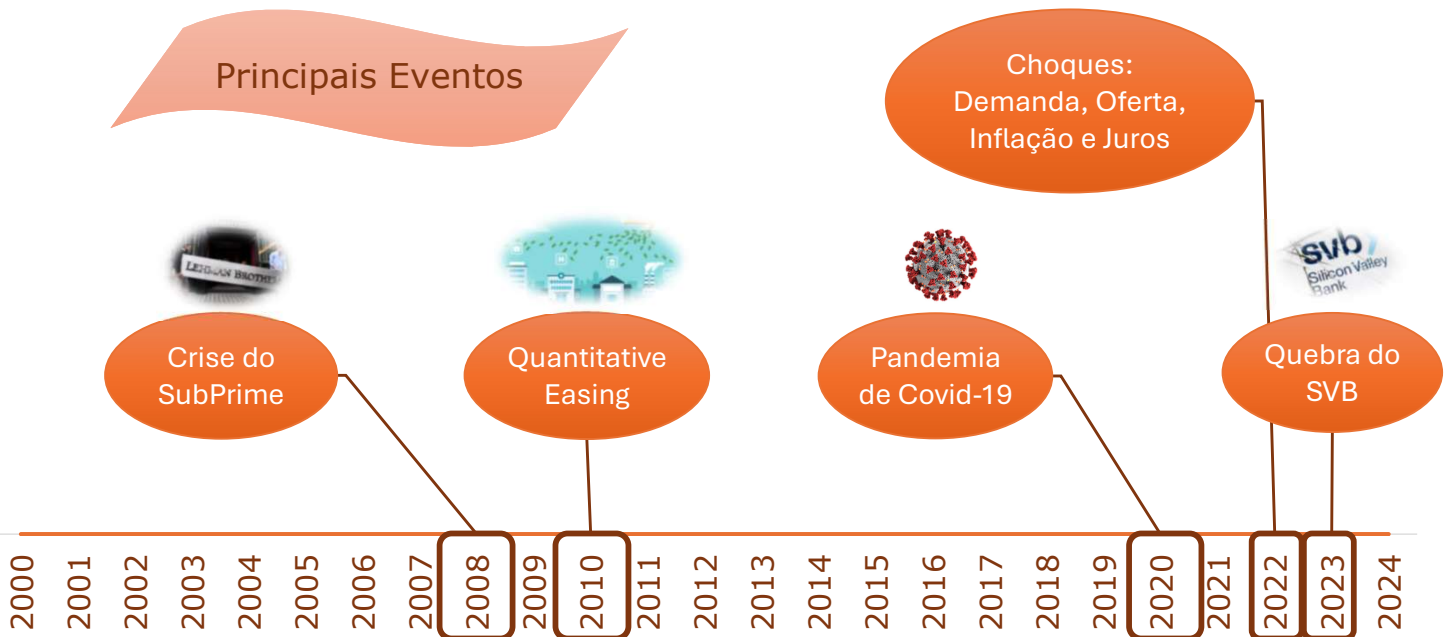 Principais Eventos
Choques:
Demanda, Oferta,
Inflação e Juros
LEHMAN BROTHE
svb
Silicon Valley
Bank
Crise do
SubPrime
Quantitative
Easing
Pandemia
de Covid-19
Quebra do
SVB
2000
2001
2002
2003
2004
2005
2006
2007
2008
2009
2010
2011
2012
2013
2014
2015
2016
2017
2018
2019
2020
2021
2022
2023
2024